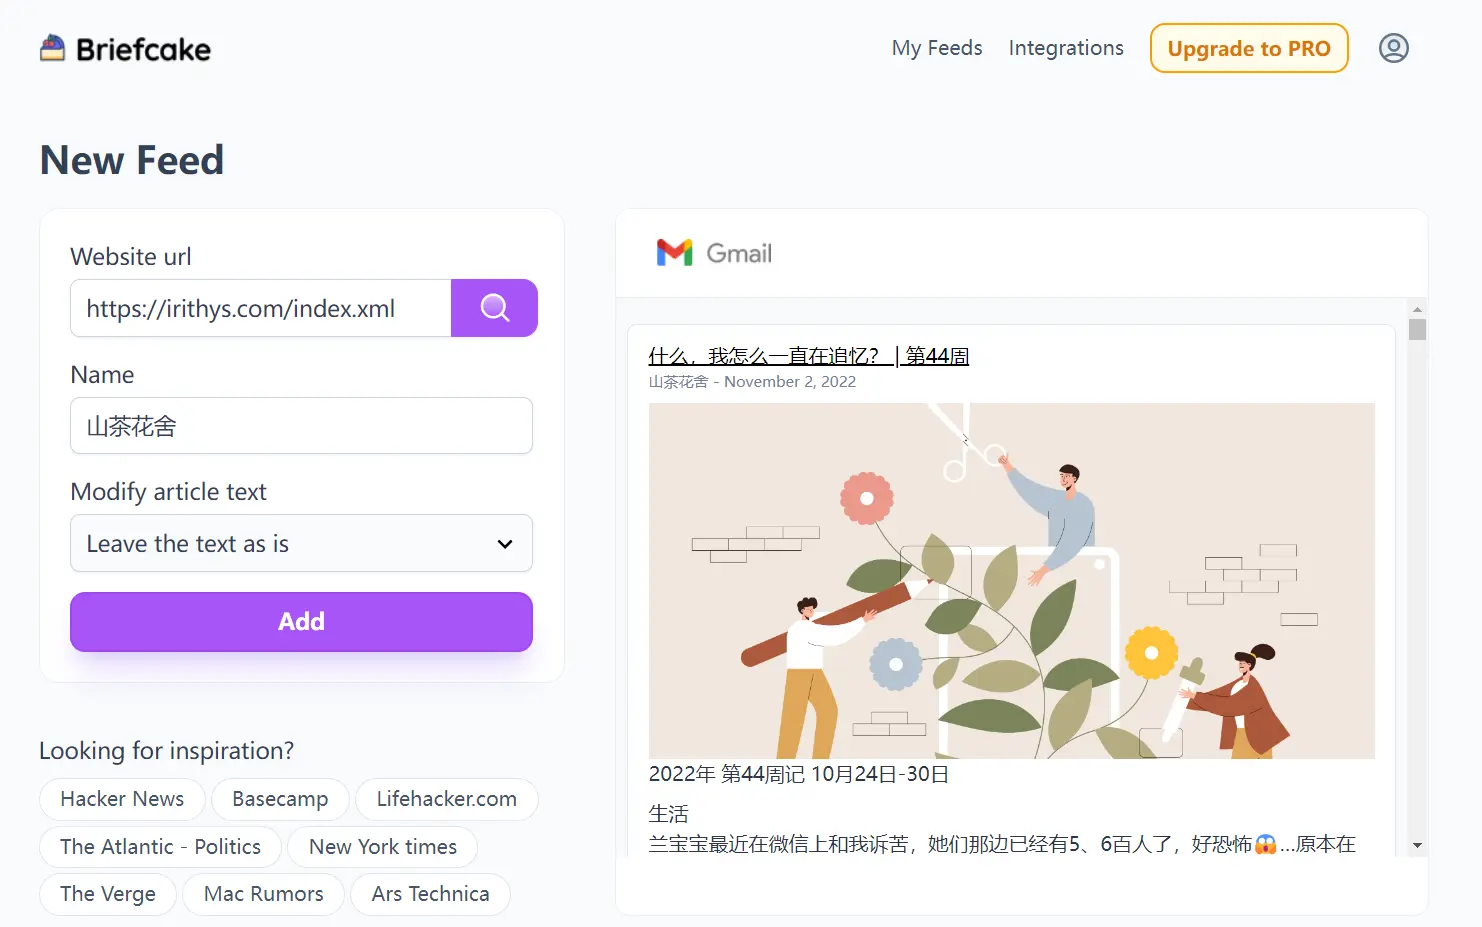 Briefcake
My Feeds
Integrations
Upgrade to PRO
New Feed
Website url
https://irithys.com/index.xml
Name
山茶花舍
Modify article text
Leave the text as is
Add
Looking for inspiration?
Hacker News
Basecamp
Lifehacker.com
The Atlantic - Politics
New York times
The Verge
Mac Rumors
Ars Technica
Gmail
什么，我怎么一直在追忆？ | 第44周
山茶花舍 - November 2, 2022
2022年 第44周记 10月24日-30日
生活
兰宝宝最近在微信上和我诉苦，她们那边已经有5、6百人了，好恐怖😱...原本在